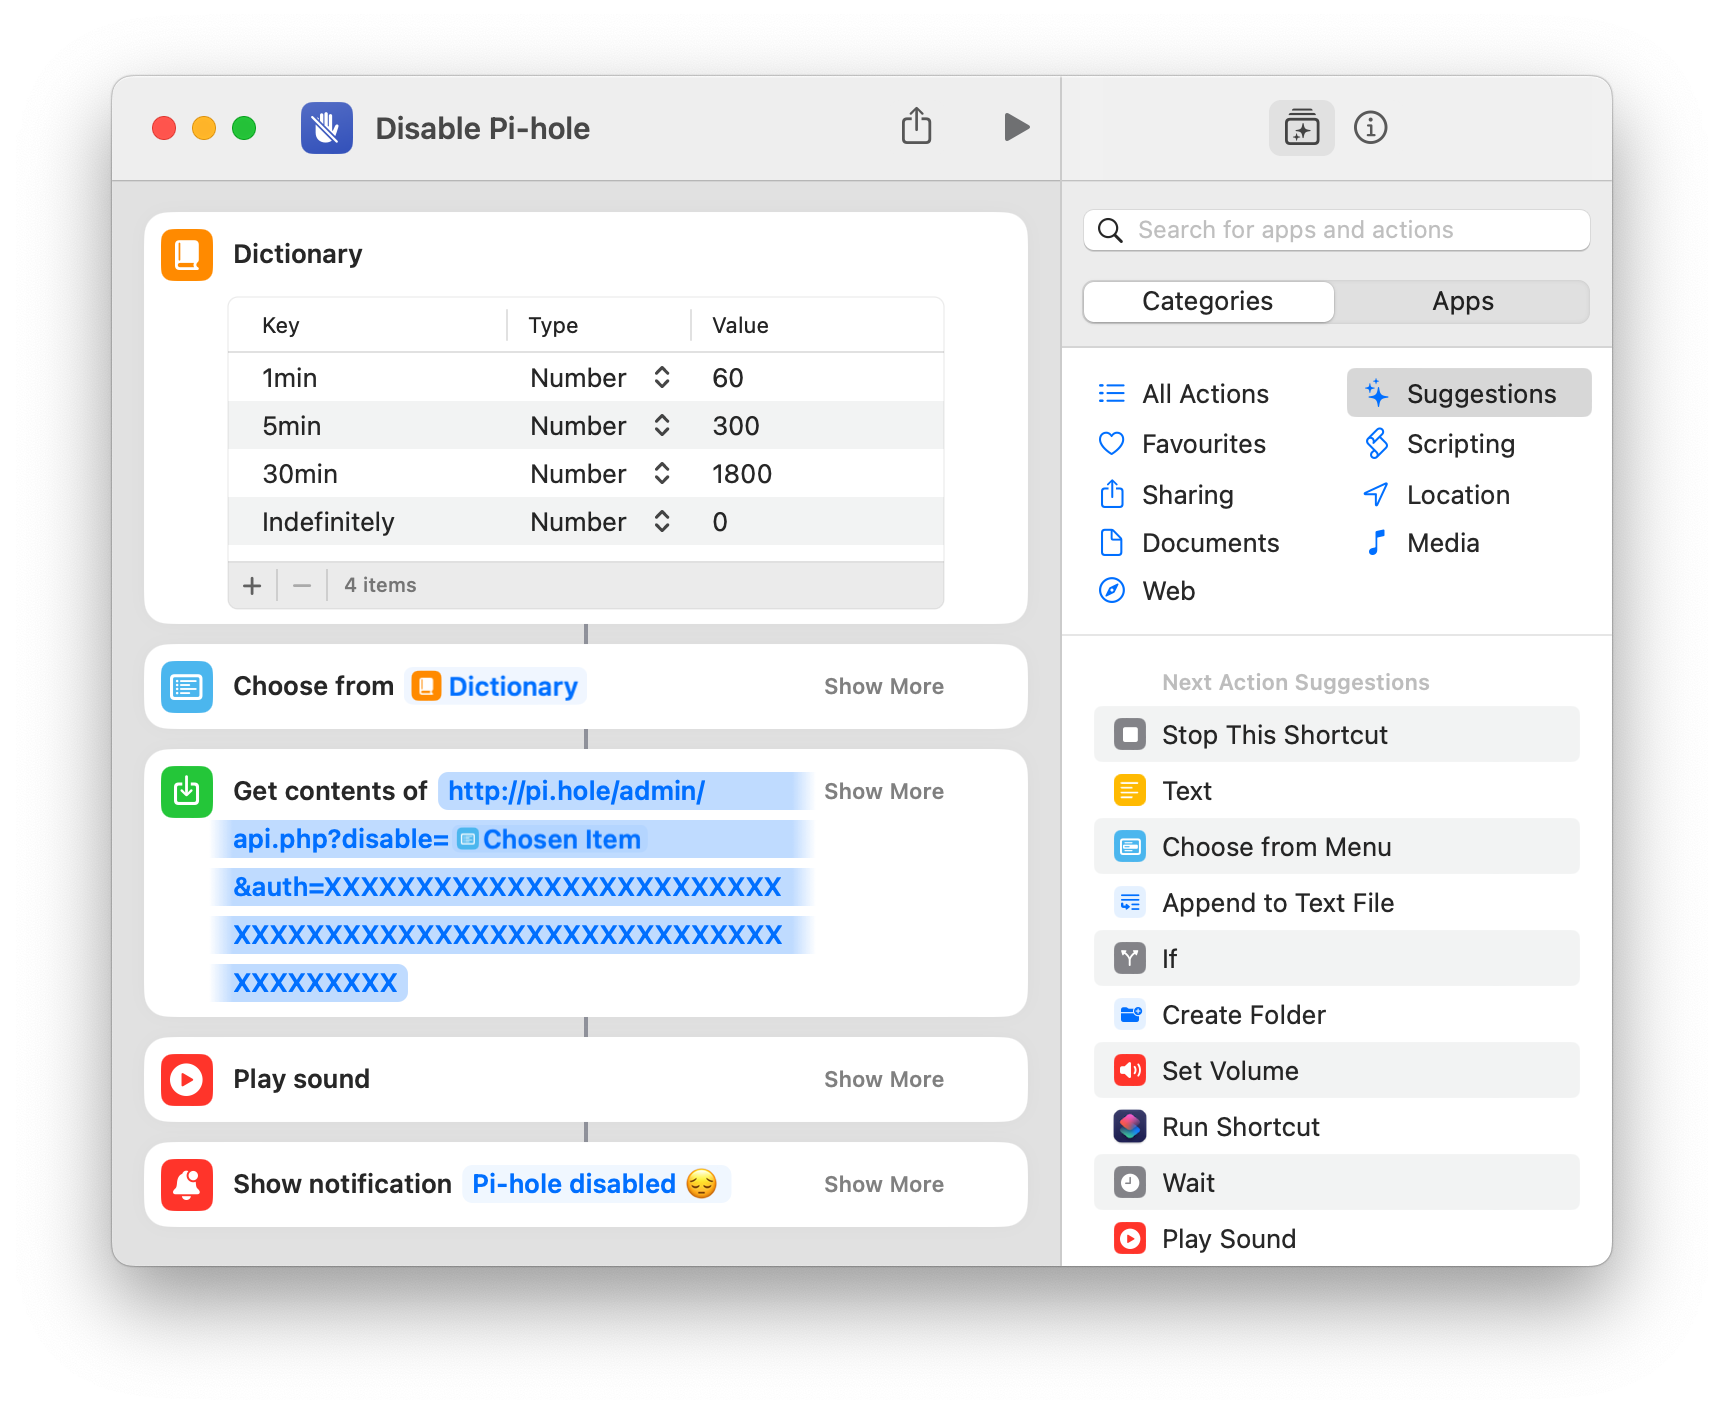 Disable Pi-hole
Dictionary
Key Type Value
1min Number 60
5min Number 300
30min Number 1800
Indefinitely Number 0
4 items
Choose from Dictionary Show More
Get contents of http://pi.hole/admin/ Show More
api.php?disable= Chosen Item
&auth=XXXXXXXXXXXXXXXXXXXXXXXXX
XXXXXXXXXXXXXXXXXXXXXXXXXXXXXX
XXXXXXXXX
Play sound Show More
Show notification Pi-hole disabled 😔 Show More
Search for apps and actions
Categories Apps
All Actions Suggestions
Favourites Scripting
Sharing Location
Documents Media
Web
Next Action Suggestions
Stop This Shortcut
Text
Choose from Menu
Append to Text File
If
Create Folder
Set Volume
Run Shortcut
Wait
Play Sound